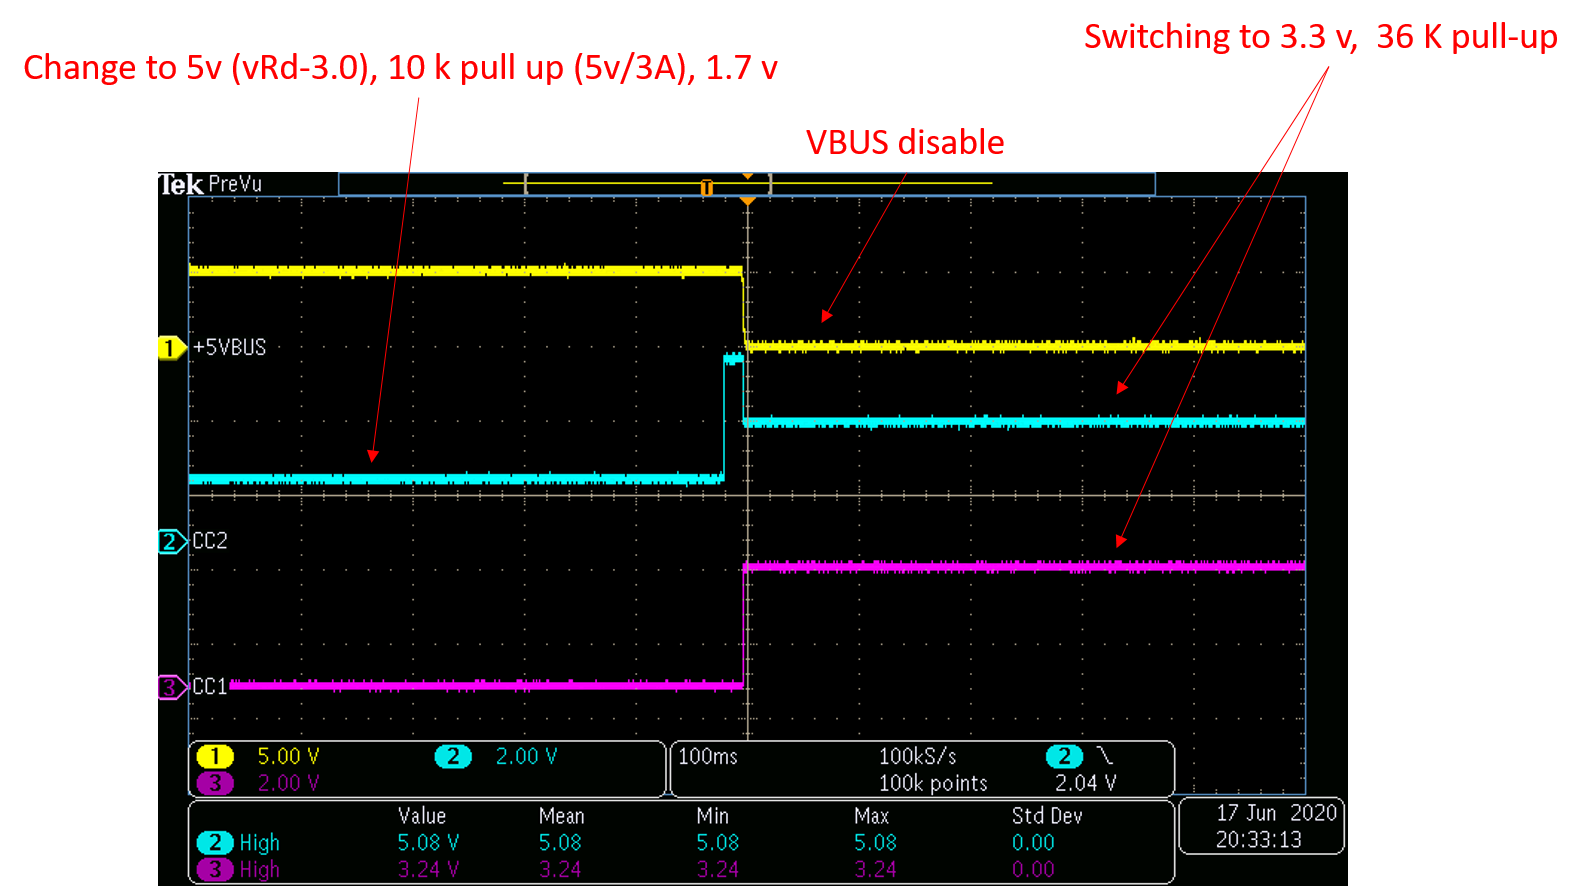 Switching to 3.3 v, 36 K pull-up
Change to 5v (vRd-3.0), 10 k pull up (5v/3A), 1.7 v
VBUS disable
Tek PreVu
T
1 +5VBUS
2 CC2
3 CC1
1 5.00 V 2 2.00 V 100ms 100kS/s 2
3 2.00 V 100k points 2.04 V
Value Mean Min Max Std Dev
2 High 5.08 V 5.08 5.08 5.08 0.00
3 High 3.24 V 3.24 3.24 3.24 0.00
17 Jun 2020
20:33:13